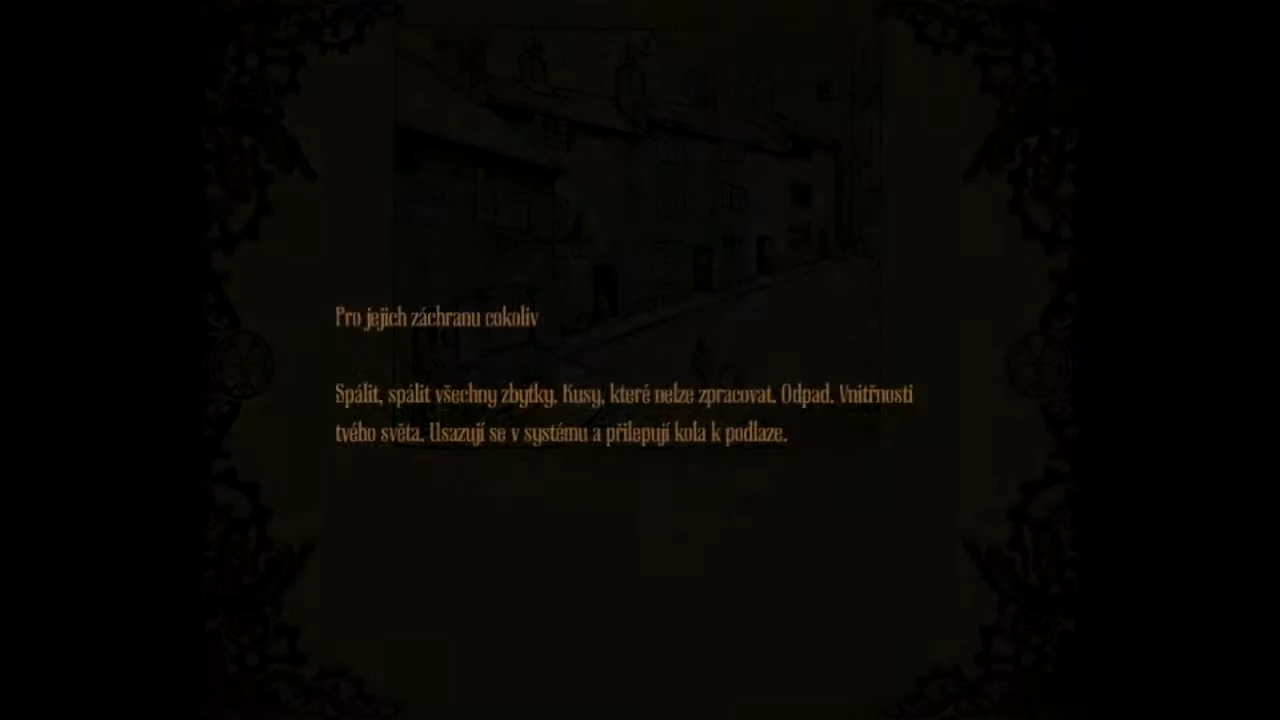 Pro jejich záchranu cokoliv
Spálit, spálit všechny zbytky. Kusy, které nelze zpracovat. Odpad. Vnitřnosti
tvého světa. Usazují se v systému a přilepují kola k podlaze.